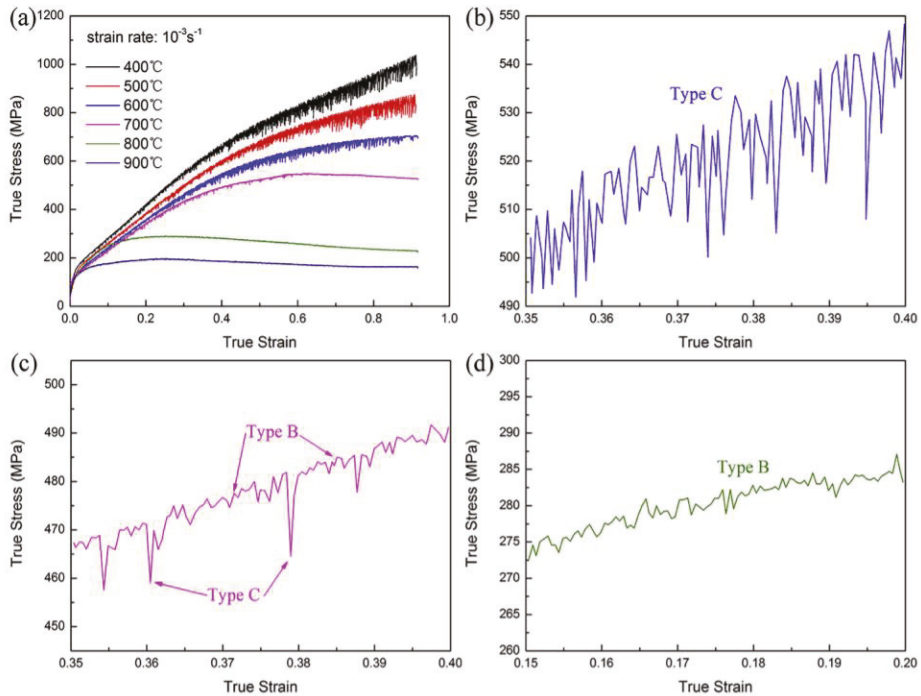 (a)
1200
1000
800
600
400
200
0
True Stress (MPa)
strain rate: 10⁻³s⁻¹
400℃
500℃
600℃
700℃
800℃
900℃
0.0 0.2 0.4 0.6 0.8 1.0
True Strain
(b)
550
540
530
520
510
500
490
True Stress (MPa)
Type C
0.35 0.36 0.37 0.38 0.39 0.40
True Strain
(c)
500
490
480
470
460
450
True Stress (MPa)
Type B
Type C
0.35 0.36 0.37 0.38 0.39 0.40
True Strain
(d)
300
295
290
285
280
275
270
265
260
True Stress (MPa)
Type B
0.15 0.16 0.17 0.18 0.19 0.20
True Strain